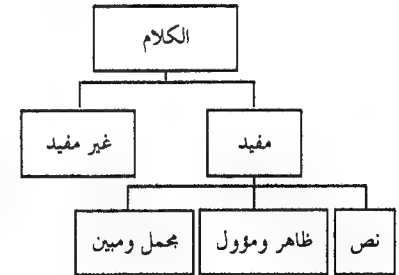 الكلام
مفيد
غير مفيد
نص
ظاهر ومؤول
مجمل ومبين